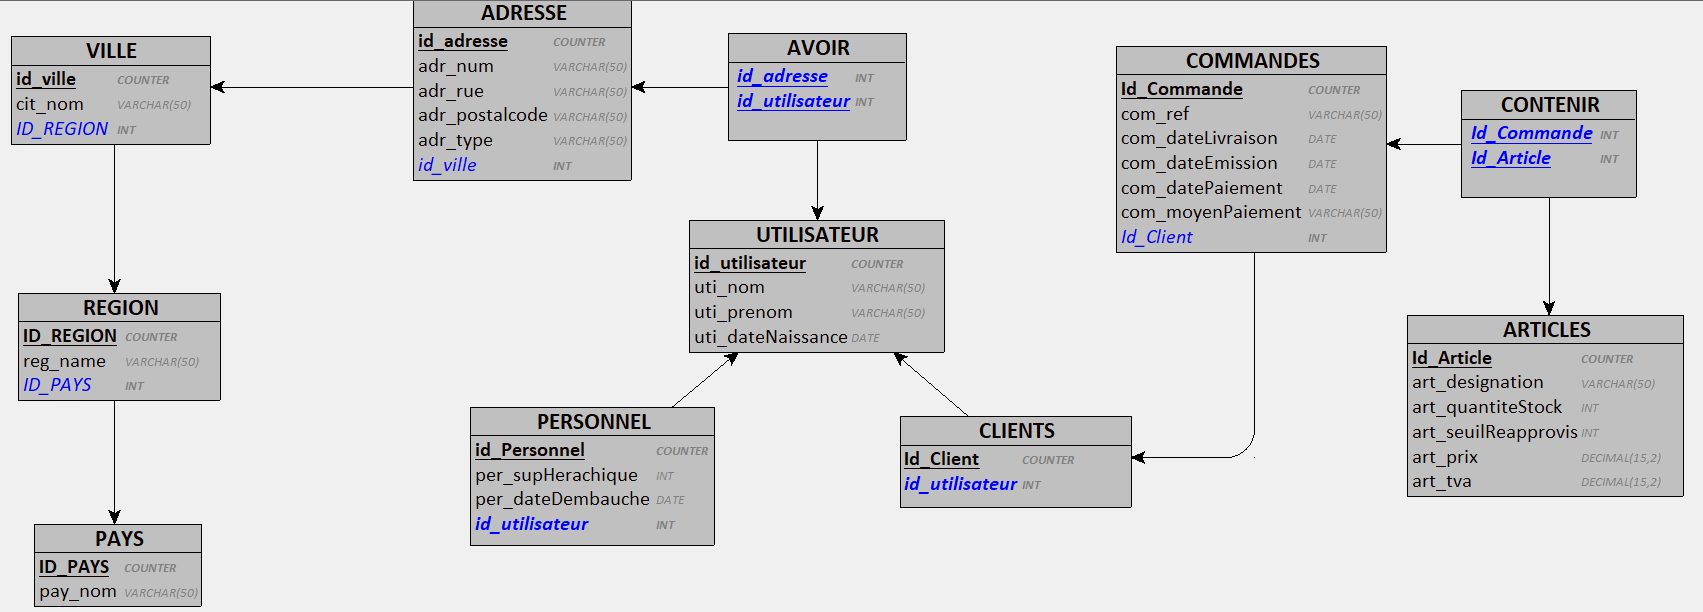 VILLE
id_ville COUNTER
cit_nom VARCHAR(50)
ID_REGION INT
ADRESSE
id_adresse COUNTER
adr_num VARCHAR(50)
adr_rue VARCHAR(50)
adr_postalcode VARCHAR(50)
adr_type VARCHAR(50)
id_ville INT
AVOIR
id_adresse INT
id_utilisateur INT
COMMANDES
Id_Commande COUNTER
com_ref VARCHAR(50)
com_dateLivraison DATE
com_dateEmission DATE
com_datePaiement DATE
com_moyenPaiement VARCHAR(50)
Id_Client INT
CONTENIR
Id_Commande INT
Id_Article INT
UTILISATEUR
id_utilisateur COUNTER
uti_nom VARCHAR(50)
uti_prenom VARCHAR(50)
uti_dateNaissance DATE
REGION
ID_REGION COUNTER
reg_name VARCHAR(50)
ID_PAYS INT
ARTICLES
Id_Article COUNTER
art_designation VARCHAR(50)
art_quantiteStock INT
art_seuilReapprovis INT
art_prix DECIMAL(15,2)
art_tva DECIMAL(15,2)
PERSONNEL
id_Personnel COUNTER
per_supHerachique INT
per_dateDembauche DATE
id_utilisateur INT
CLIENTS
Id_Client COUNTER
id_utilisateur INT
PAYS
ID_PAYS COUNTER
pay_nom VARCHAR(50)